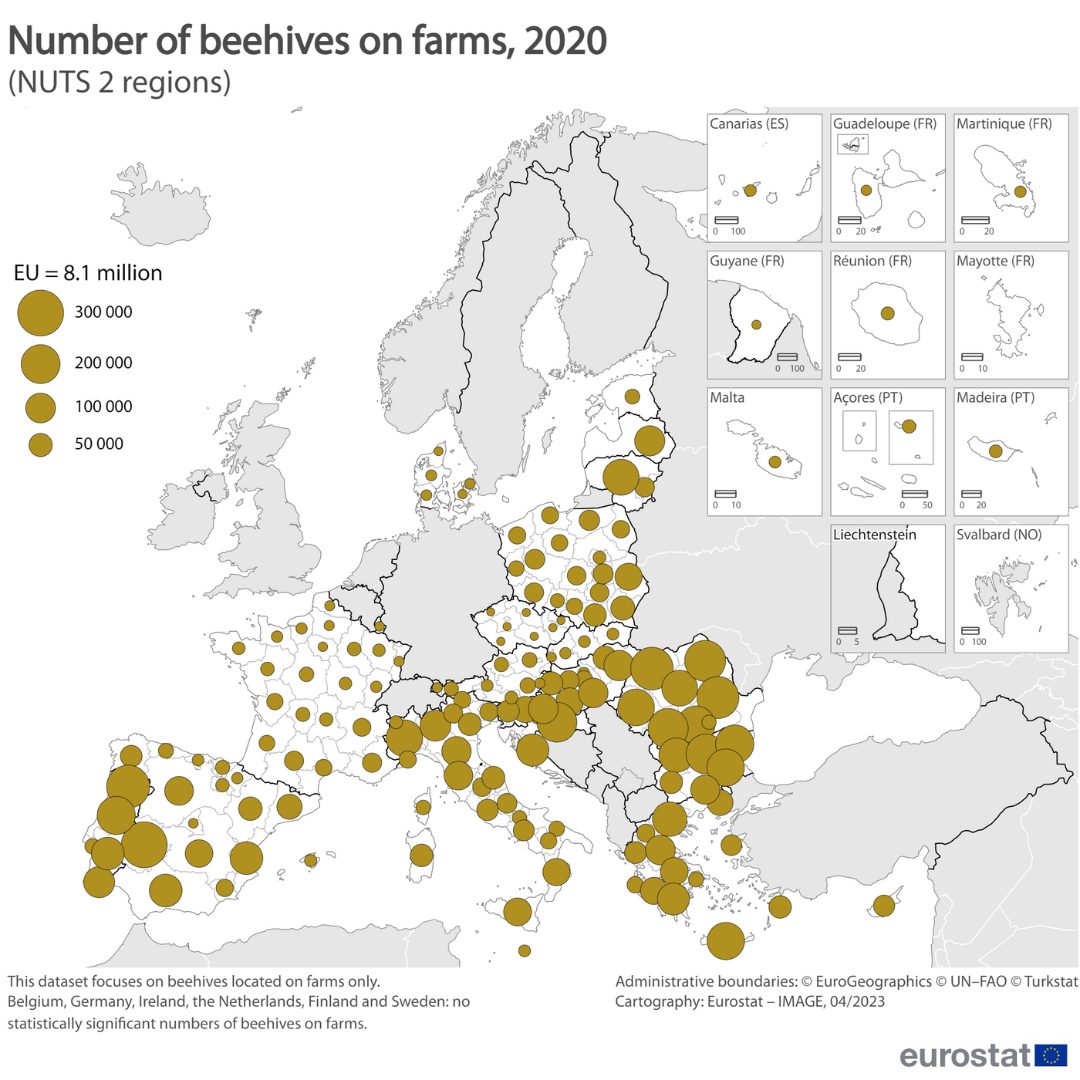 Number of beehives on farms, 2020
(NUTS 2 regions)
EU = 8.1 million
300 000
200 000
100 000
50 000
Canarias (ES)
0 100
Guadeloupe (FR)
0 20
Martinique (FR)
0 20
Guyane (FR)
0 100
Réunion (FR)
0 20
Mayotte (FR)
0 10
Malta
0 10
Açores (PT)
0 50
Madeira (PT)
0 20
Liechtenstein
0 5
Svalbard (NO)
0 100
This dataset focuses on beehives located on farms only.
Belgium, Germany, Ireland, the Netherlands, Finland and Sweden: no
statistically significant numbers of beehives on farms.
Administrative boundaries: © EuroGeographics © UN–FAO © Turkstat
Cartography: Eurostat – IMAGE, 04/2023
eurostat